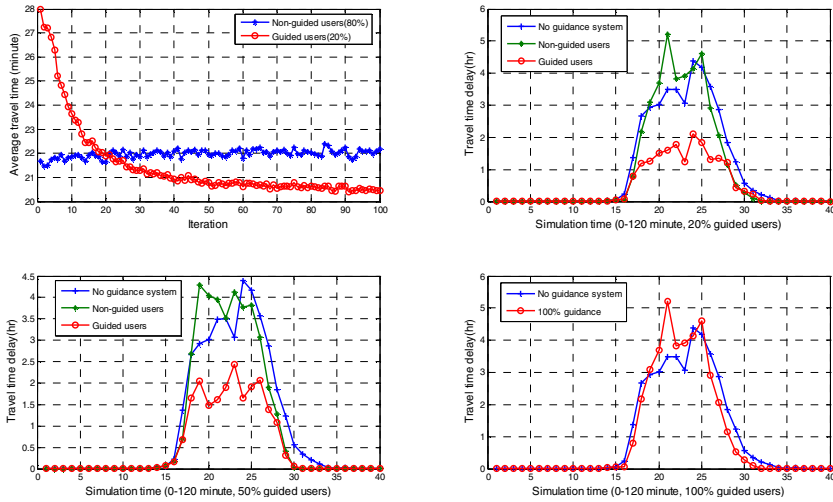 28
27
26
25
24
23
22
21
20
Average travel time (minute)
0 10 20 30 40 50 60 70 80 90 100
Iteration
Non-guided users(80%)
Guided users(20%)
6
5
4
3
2
1
0
Travel time delay(hr)
0 5 10 15 20 25 30 35 40
Simulation time (0-120 minute, 20% guided users)
No guidance system
Non-guided users
Guided users
4.5
4
3.5
3
2.5
2
1.5
1
0.5
0
Travel time delay(hr)
0 5 10 15 20 25 30 35 40
Simulation time (0-120 minute, 50% guided users)
No guidance system
Non-guided users
Guided users
6
5
4
3
2
1
0
Travel time delay(hr)
0 5 10 15 20 25 30 35 40
Simulation time (0-120 minute, 100% guided users)
No guidance system
100% guidance